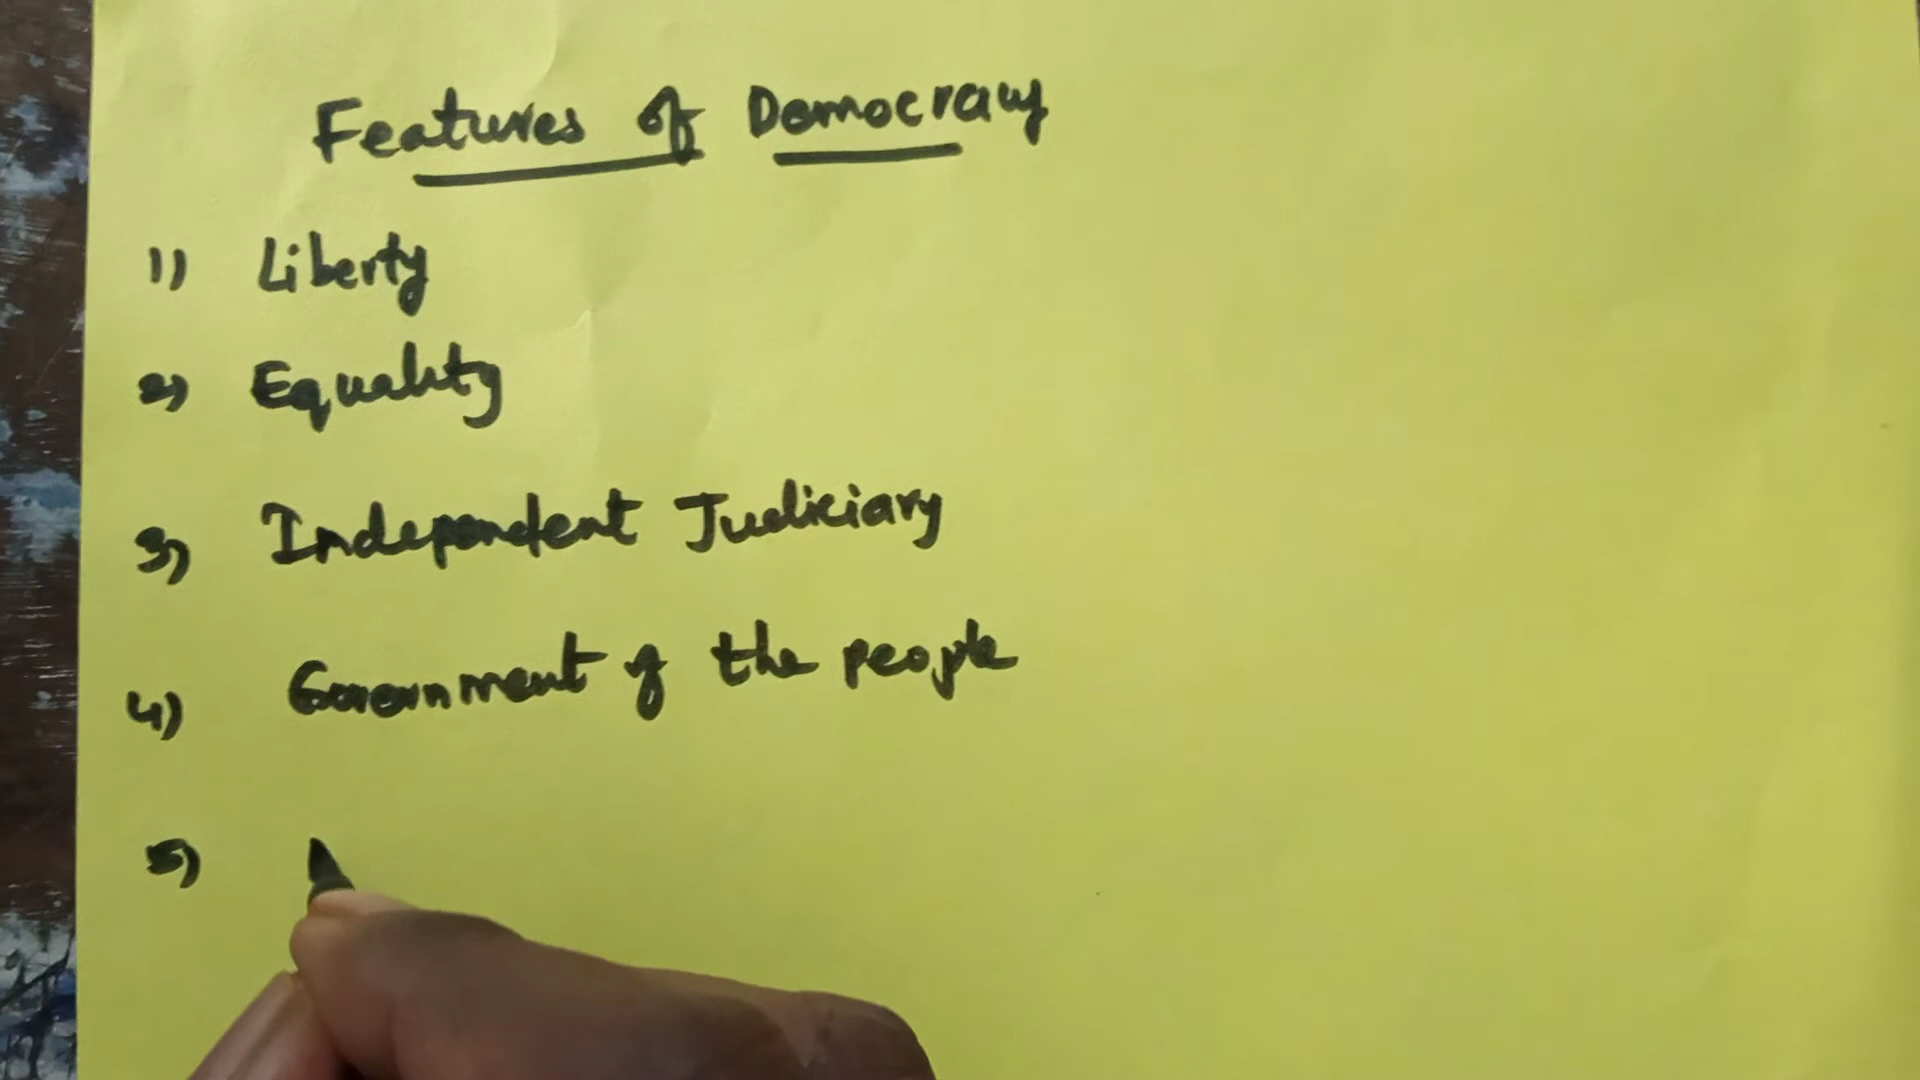 Features of Democracy
1) Liberty
2) Equality
3) Independent Judiciary
4) Government of the people
5)